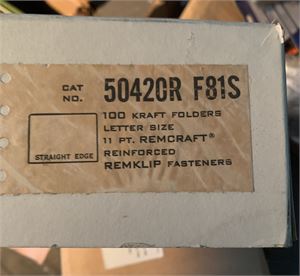 CAT NO. 50420R F81S
100 KRAFT FOLDERS
LETTER SIZE
11 PT. REMCRAFT®
REINFORCED
REMKLIP FASTENERS
STRAIGHT EDGE